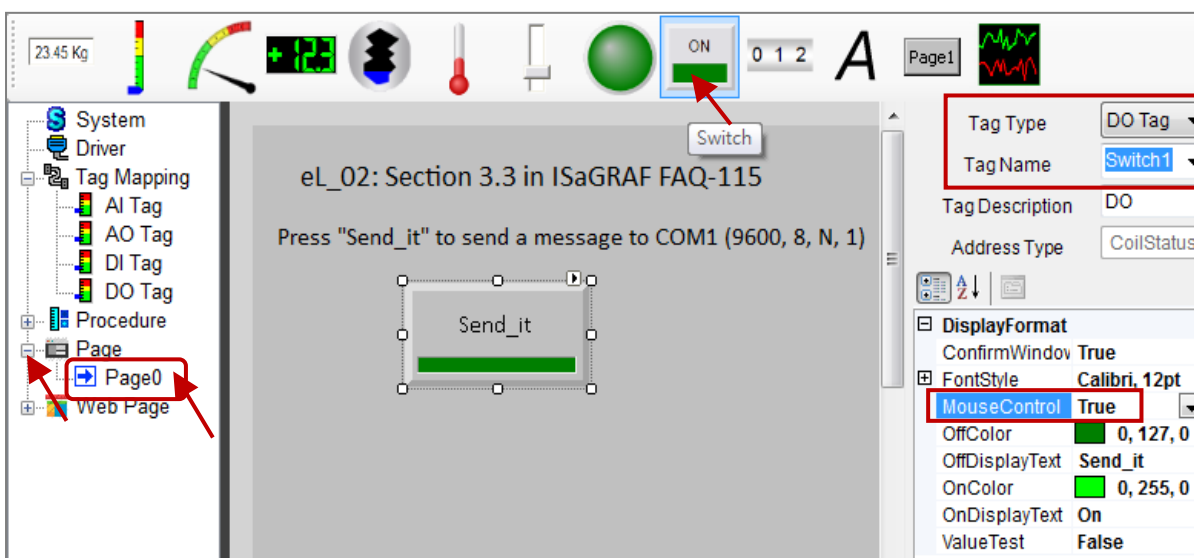 23.45 Kg
+12.3
ON
0 1 2
A
Page1
Switch
System
Driver
Tag Mapping
AI Tag
AO Tag
DI Tag
DO Tag
Procedure
Page
Page0
Web Page
eL_02: Section 3.3 in ISaGRAF FAQ-115
Press "Send_it" to send a message to COM1 (9600, 8, N, 1)
Send_it
Tag Type DO Tag
Tag Name Switch1
Tag Description DO
Address Type CoilStatus
DisplayFormat
ConfirmWindow True
FontStyle Calibri, 12pt
MouseControl True
OffColor 0, 127, 0
OffDisplayText Send_it
OnColor 0, 255, 0
OnDisplayText On
ValueTest False